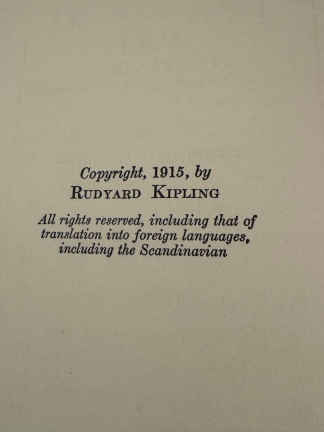 Copyright, 1915, by
RUDYARD KIPLING
All rights reserved, including that of
translation into foreign languages,
including the Scandinavian